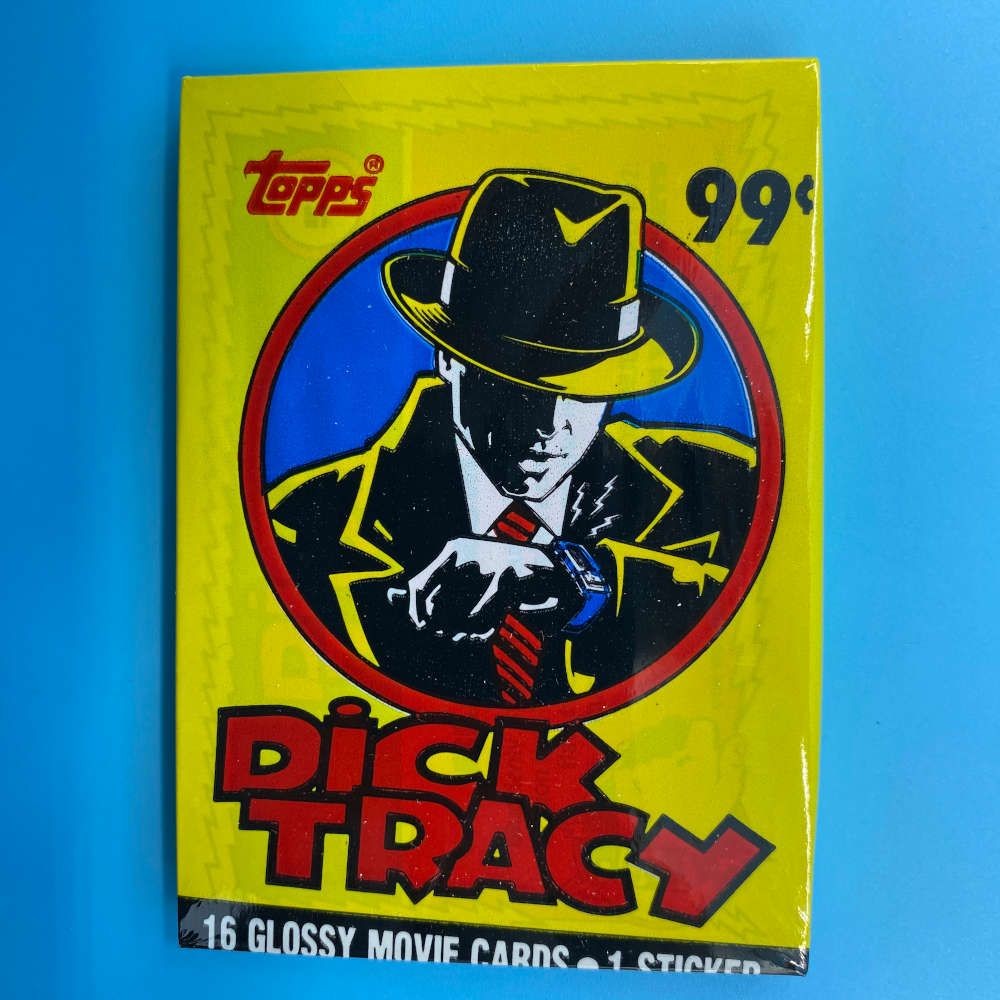 topps®
99¢
DiCK
TRACY
16 GLOSSY MOVIE CARDS • 1 STICKER